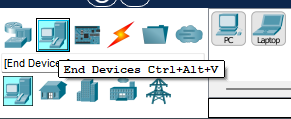 PC
Laptop
[End Device
End Devices Ctrl+Alt+V